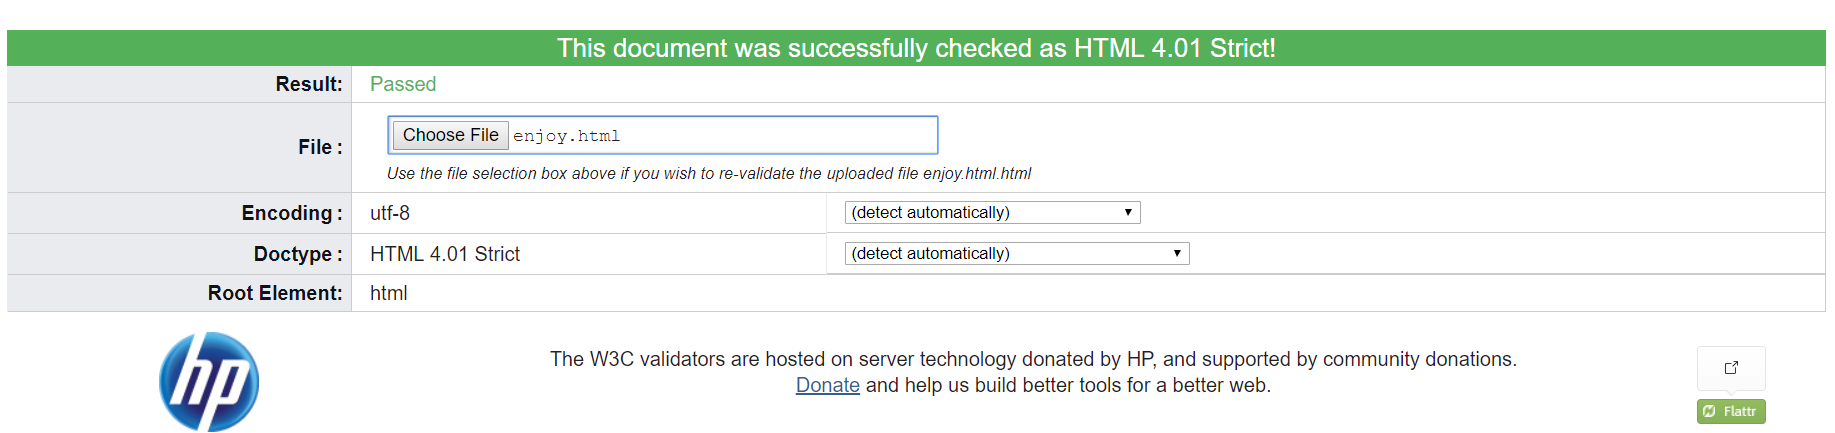 This document was successfully checked as HTML 4.01 Strict!
Result: Passed
File : Choose File enjoy.html
Use the file selection box above if you wish to re-validate the uploaded file enjoy.html.html
Encoding : utf-8 (detect automatically)
Doctype : HTML 4.01 Strict (detect automatically)
Root Element: html
hp
The W3C validators are hosted on server technology donated by HP, and supported by community donations.
Donate and help us build better tools for a better web.
Flattr